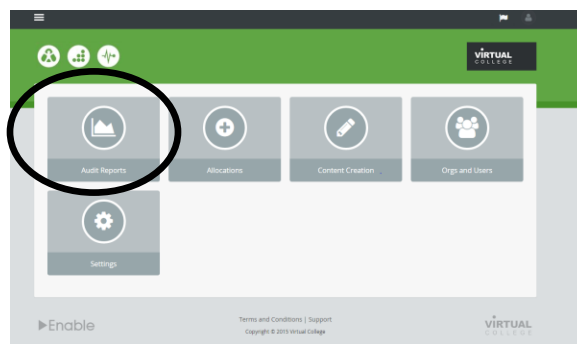 VIRTUAL
COLLEGE
Audit Reports
Allocations
Content Creation
Orgs and Users
Settings
Enable
Terms and Conditions | Support
Copyright © 2015 Virtual College
VIRTUAL
COLLEGE